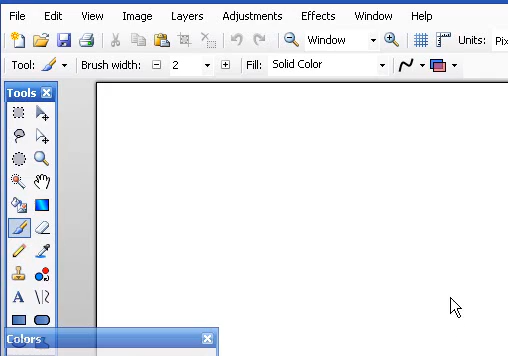 File Edit View Image Layers Adjustments Effects Window Help
Window Units: Pix
Tool: Brush width: 2 Fill: Solid Color
Tools
A
Colors